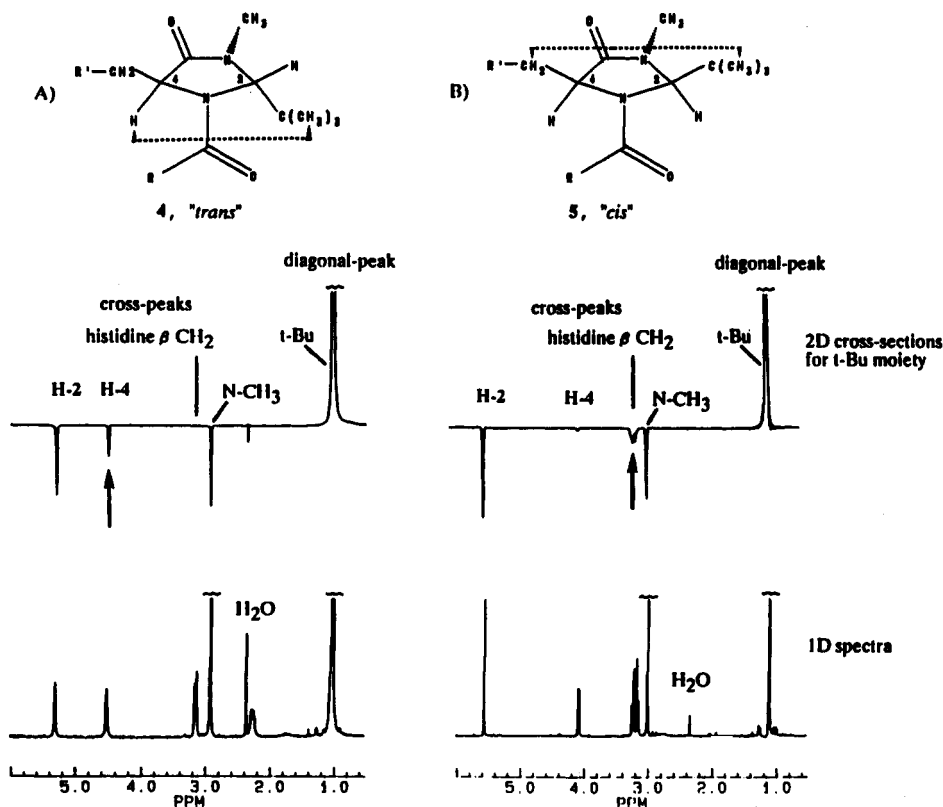 A)
O
CH3
N
R'—CH2
4
2
H
N
H
C(CH3)3
R
O
4, "trans"
B)
O
CH3
N
R'—CH2
4
2
C(CH3)3
N
H
H
R
O
5, "cis"
diagonal-peak
cross-peaks
histidine β CH2
t-Bu
H-2
H-4
N-CH3
diagonal-peak
cross-peaks
histidine β CH2
t-Bu
H-2
H-4
N-CH3
2D cross-sections
for t-Bu moiety
H2O
H2O
1D spectra
5.0 4.0 3.0 2.0 1.0
PPM
5.0 4.0 3.0 2.0 1.0
PPM